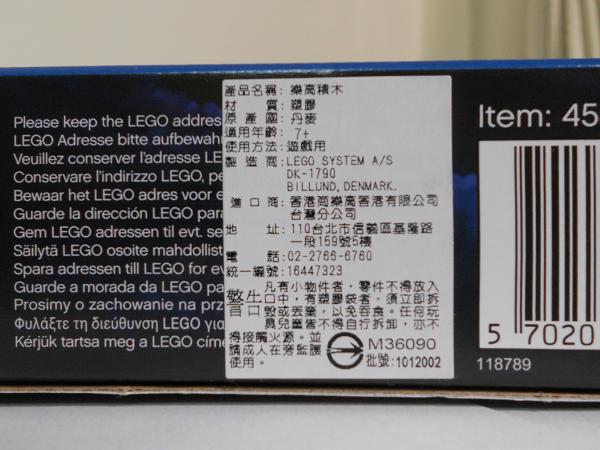 Please keep the LEGO addres
LEGO Adresse bitte aufbewah
Veuillez conserver l'adresse LE
Conservare l'indirizzo LEGO, pe
Bewaar het LEGO adres voor e
Guarde la dirección LEGO para
Gem LEGO adressen til evt. se
Säilytä LEGO osoite mahdollist
Spara adressen till LEGO for ev
Guarde a morada da LEGO para
Prosimy o zachowanie na prz
Φυλάξτε τη διεύθυνση LEGO για
Kérjük tartsa meg a LEGO címe
產品名稱: 樂高積木
材 質: 塑膠
原 產 國: 丹麥
適用年齡: 7+
使用方法: 遊戲用
製 造 商: LEGO SYSTEM A/S
DK-1790
BILLUND, DENMARK.
進 口 商: 香港商樂高香港有限公司
台灣分公司
地 址: 110台北市信義區基隆路
一段159號5樓
電 話: 02-2766-6760
統一編號: 16447323
凡有小物件者, 零件不得放入
口中, 有塑膠袋者, 須立即拆
毀或丟棄, 以免吞食。任何玩
具兒童皆不得自行拆卸, 亦不
得接觸火源。並
請成人在旁監護
使用。
警告
M36090
批號: 1012002
Item: 45
5 7020
118789